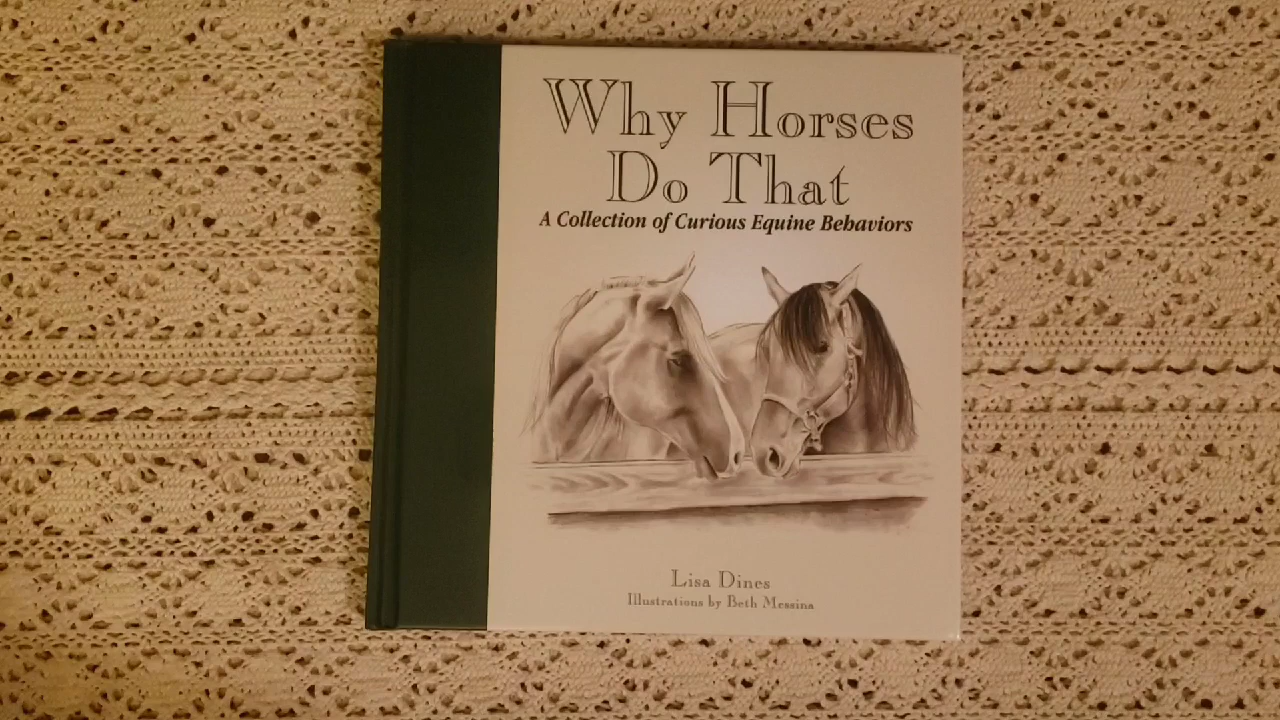 Why Horses
Do That
A Collection of Curious Equine Behaviors
Lisa Dines
Illustrations by Beth Messina